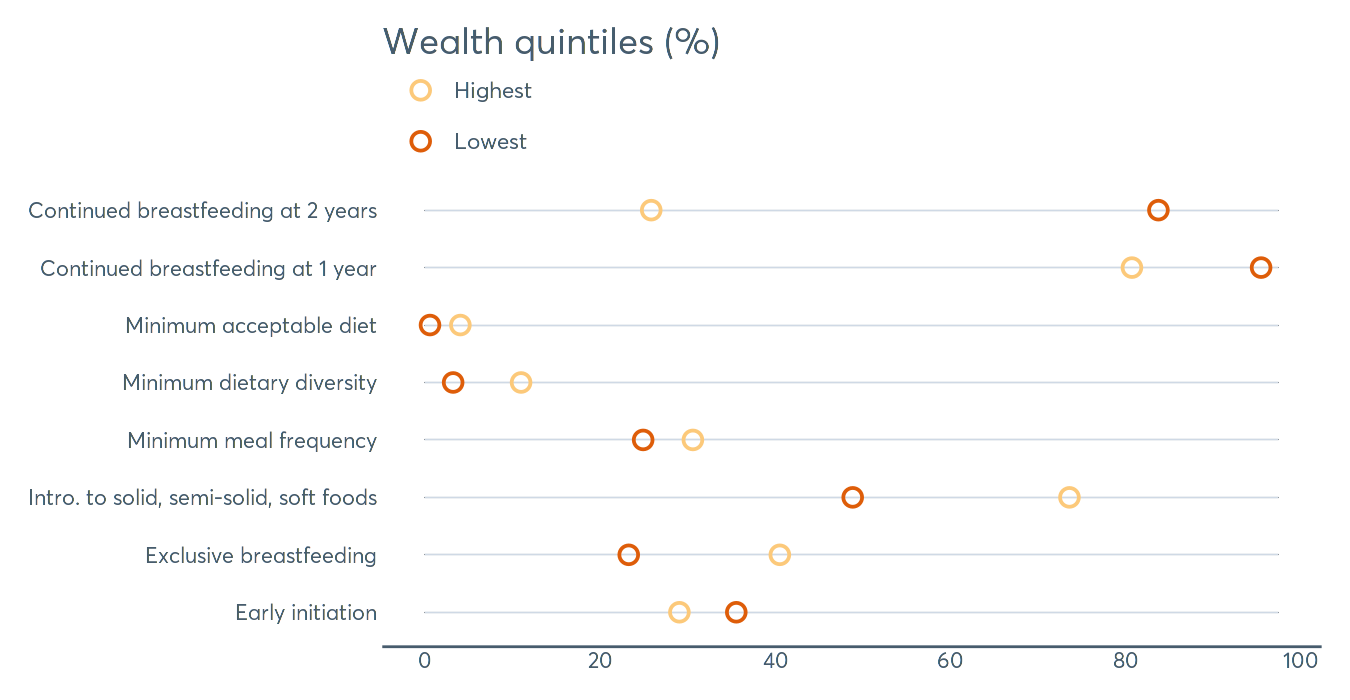 Wealth quintiles (%)
Highest
Lowest
Continued breastfeeding at 2 years
Continued breastfeeding at 1 year
Minimum acceptable diet
Minimum dietary diversity
Minimum meal frequency
Intro. to solid, semi-solid, soft foods
Exclusive breastfeeding
Early initiation
0 20 40 60 80 100